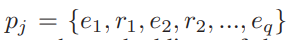 p_j = {e_1, r_1, e_2, r_2, ..., e_q}